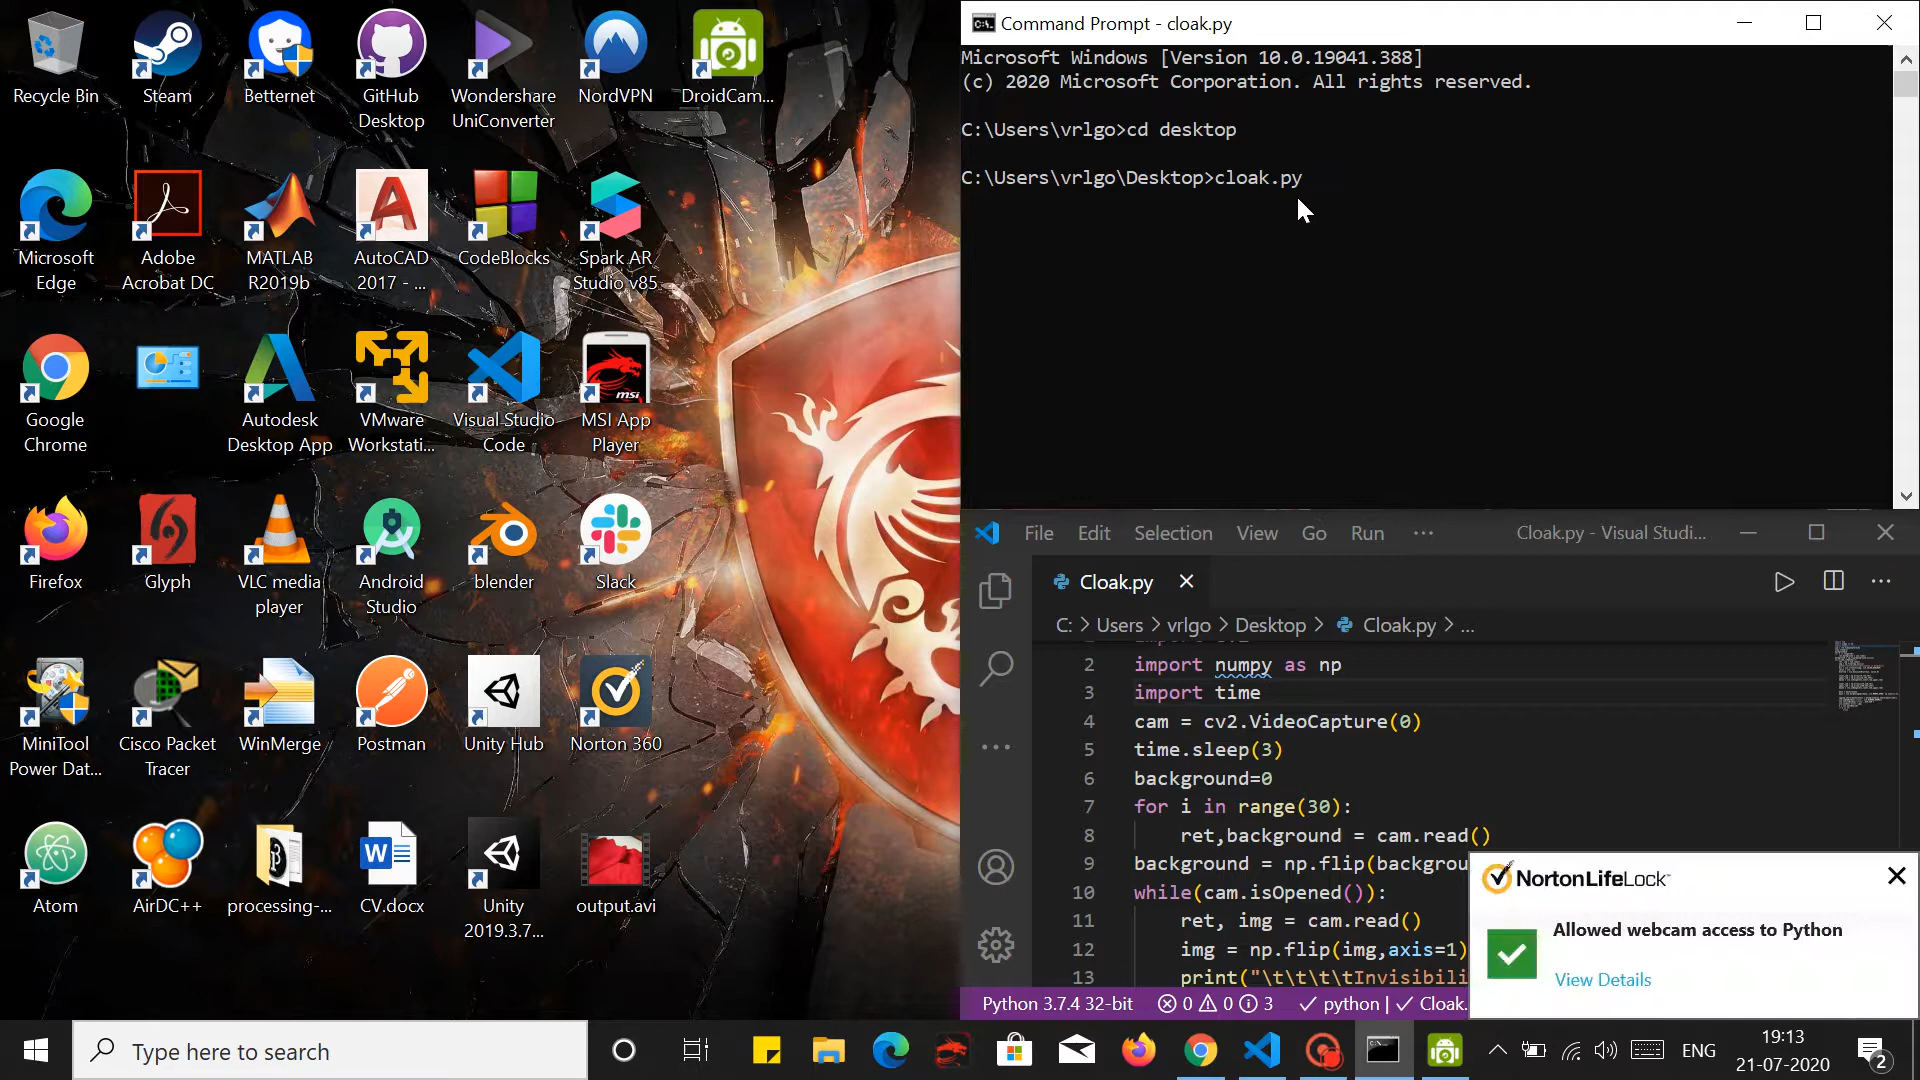 Recycle Bin
Steam
Betternet
GitHub
Desktop
Wondershare
UniConverter
NordVPN
DroidCam...
Microsoft
Edge
Adobe
Acrobat DC
MATLAB
R2019b
AutoCAD
2017 - ...
CodeBlocks
Spark AR
Studio v85
Google
Chrome
Autodesk
Desktop App
VMware
Workstati...
Visual Studio
Code
msi
MSI App
Player
Firefox
Glyph
VLC media
player
Android
Studio
blender
Slack
MiniTool
Power Dat...
Cisco Packet
Tracer
WinMerge
Postman
Unity Hub
Norton 360
Atom
AirDC++
processing-...
W
CV.docx
Unity
2019.3.7...
output.avi
C:\ Command Prompt - cloak.py
Microsoft Windows [Version 10.0.19041.388]
(c) 2020 Microsoft Corporation. All rights reserved.
C:\Users\vrlgo>cd desktop
C:\Users\vrlgo\Desktop>cloak.py
File Edit Selection View Go Run ··· Cloak.py - Visual Studi...
Cloak.py
C: > Users > vrlgo > Desktop > Cloak.py > ...
2 import numpy as np
3 import time
4 cam = cv2.VideoCapture(0)
5 time.sleep(3)
6 background=0
7 for i in range(30):
8 ret,background = cam.read()
9 background = np.flip(backgrou
10 while(cam.isOpened()):
11 ret, img = cam.read()
12 img = np.flip(img,axis=1)
13 print("\t\t\t\tInvisibili
NortonLifeLock
Allowed webcam access to Python
View Details
Python 3.7.4 32-bit 0 0 3 python | Cloak.
Type here to search
ENG
19:13
21-07-2020
2